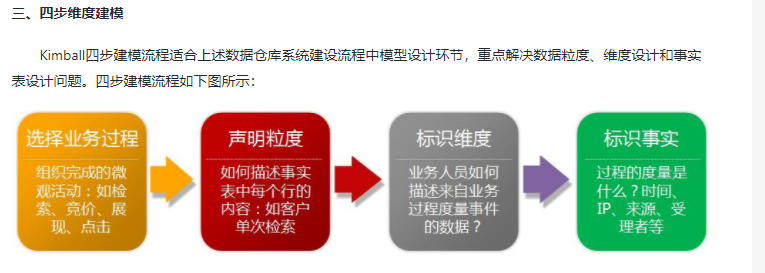 三、四步维度建模
Kimball四步建模流程适合上述数据仓库系统建设流程中模型设计环节，重点解决数据粒度、维度设计和事实
表设计问题。四步建模流程如下图所示：
选择业务过程
组织完成的微
观活动：如检
索、竞价、展
现、点击
声明粒度
如何描述事实
表中每个行的
内容：如客户
单次检索
标识维度
业务人员如何
描述来自业务
过程度量事件
的数据？
标识事实
过程的度量是
什么？时间、
IP、来源、受
理者等